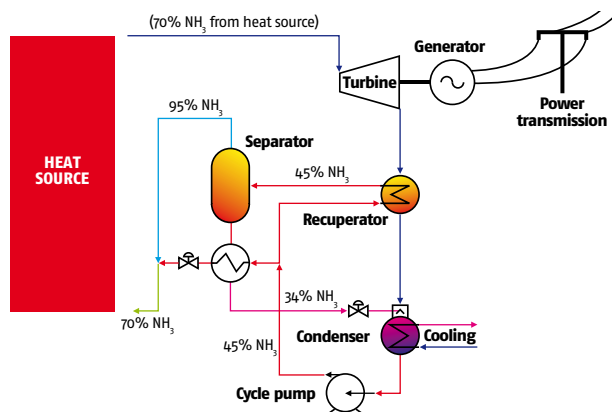 (70% NH3 from heat source)
Generator
Turbine
Power
transmission
95% NH3
Separator
45% NH3
HEAT
SOURCE
Recuperator
34% NH3
70% NH3
45% NH3
Condenser
Cooling
Cycle pump